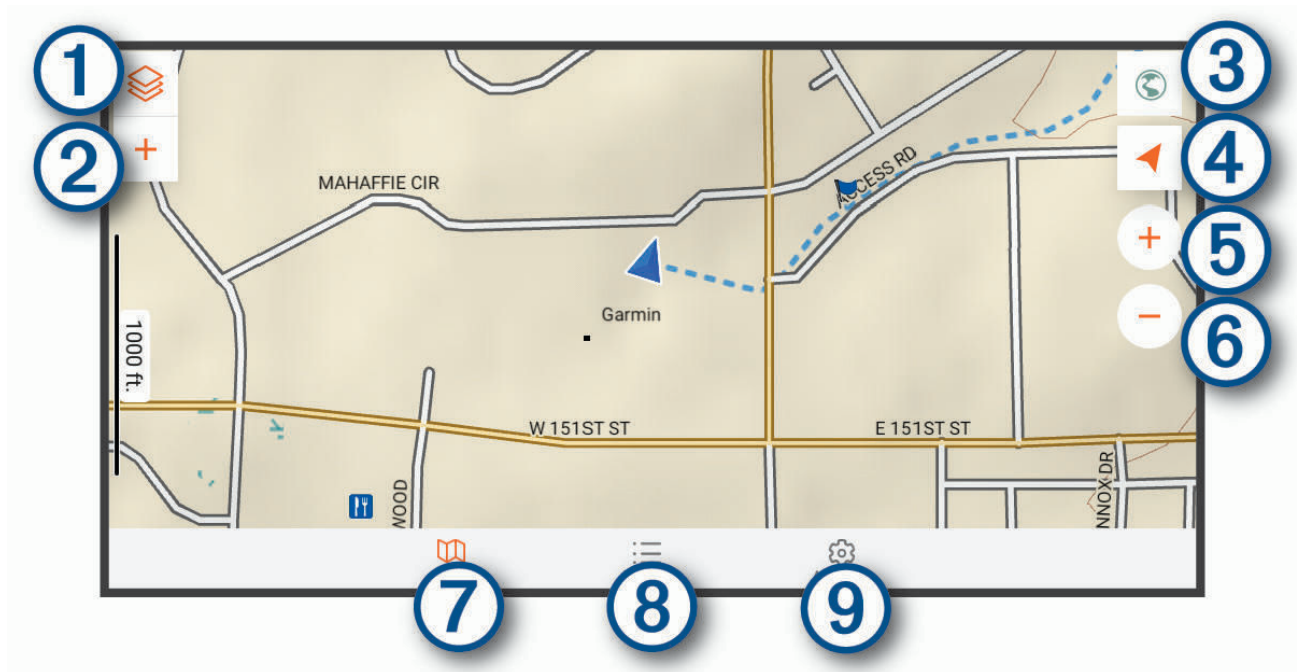 1
2
3
4
5
6
7
8
9
MAHAFFIE CIR
ACCESS RD
Garmin
1000 ft.
W 151ST ST
E 151ST ST
WOOD
NNOX DR